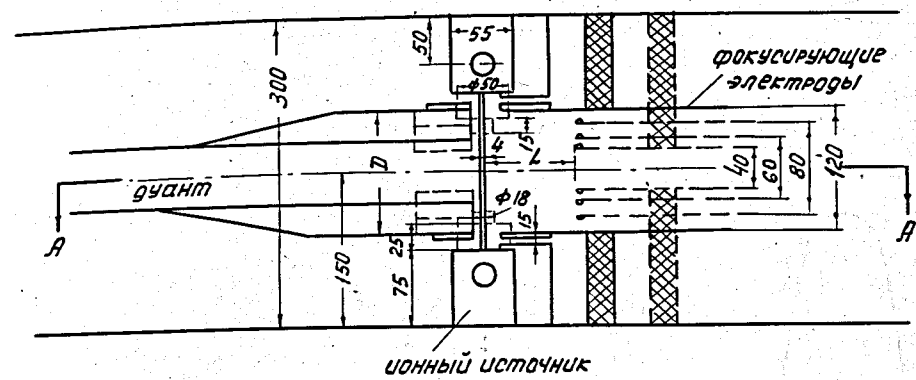 50
55
фокусирующие
электроды
300
ф50
15
4
L
D
40
60
80
120
дуант
ф18
A
A
150
25
15
75
ионный источник